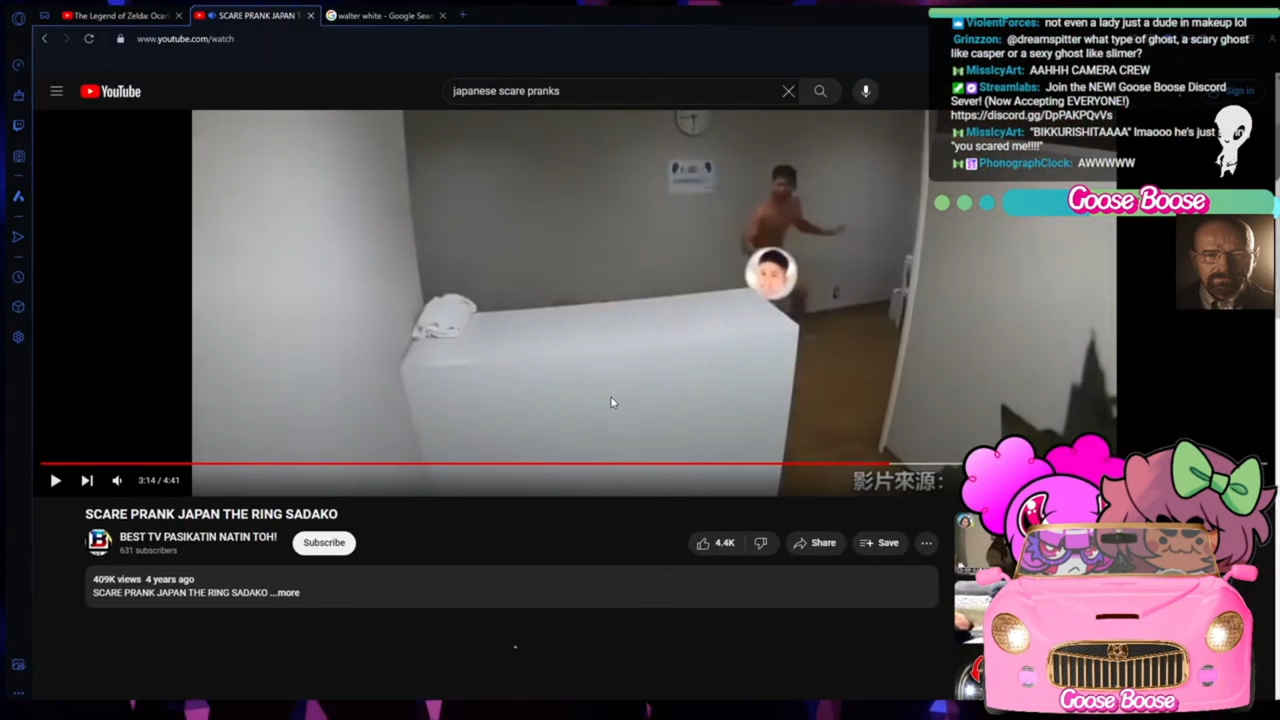 The Legend of Zelda: Ocari
SCARE PRANK JAPAN T
walter white - Google Sear
www.youtube.com/watch
YouTube
japanese scare pranks
Sign in
ViolentForces: not even a lady just a dude in makeup lol
Grinzzon: @dreamspitter what type of ghost, a scary ghost
like casper or a sexy ghost like slimer?
MissIcyArt: AAHHH CAMERA CREW
Streamlabs: Join the NEW! Goose Boose Discord
Sever! (Now Accepting EVERYONE!)
https://discord.gg/DpPAKPQvVs
MissIcyArt: "BIKKURISHITAAAA" lmaooo he's just
"you scared me!!!!"
PhonographClock: AWWWWW
Goose Boose
影片來源:
3:14 / 4:41
SCARE PRANK JAPAN THE RING SADAKO
BEST TV PASIKATIN NATIN TOH!
631 subscribers
Subscribe
4.4K
Share
Save
409K views 4 years ago
SCARE PRANK JAPAN THE RING SADAKO ...more
Goose Boose